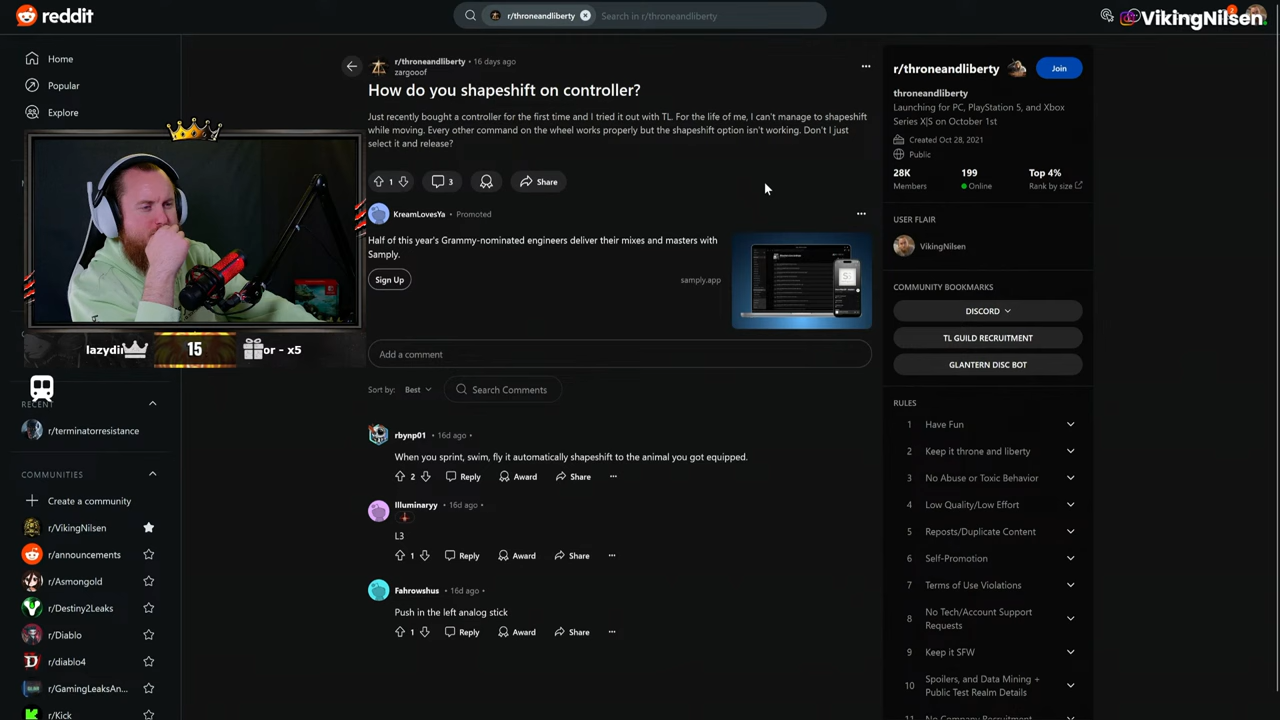 reddit
r/throneandliberty
Search in r/throneandliberty
VikingNilsen
Home
Popular
Explore
lazydi
15
or - x5
RECENT
r/terminatorresistance
COMMUNITIES
Create a community
r/VikingNilsen
r/announcements
r/Asmongold
r/Destiny2Leaks
r/Diablo
r/diablo4
r/GamingLeaksAn...
r/Kick
r/throneandliberty • 16 days ago
zargooof
How do you shapeshift on controller?
Just recently bought a controller for the first time and I tried it out with TL. For the life of me, I can't manage to shapeshift
while moving. Every other command on the wheel works properly but the shapeshift option isn't working. Don't I just
select it and release?
1
3
Share
KreamLovesYa • Promoted
Half of this year's Grammy-nominated engineers deliver their mixes and masters with
Samply.
Sign Up
samply.app
Add a comment
Sort by: Best
Search Comments
rbynp01 • 16d ago •
When you sprint, swim, fly it automatically shapeshift to the animal you got equipped.
2 Reply Award Share
Illuminaryy • 16d ago •
L3
1 Reply Award Share
Fahrowshus • 16d ago •
Push in the left analog stick
1 Reply Award Share
r/throneandliberty
Join
throneandliberty
Launching for PC, PlayStation 5, and Xbox
Series X|S on October 1st
Created Oct 28, 2021
Public
28K 199 Top 4%
Members Online Rank by size
USER FLAIR
VikingNilsen
COMMUNITY BOOKMARKS
DISCORD
TL GUILD RECRUITMENT
GLANTERN DISC BOT
RULES
1 Have Fun
2 Keep it throne and liberty
3 No Abuse or Toxic Behavior
4 Low Quality/Low Effort
5 Reposts/Duplicate Content
6 Self-Promotion
7 Terms of Use Violations
8 No Tech/Account Support
Requests
9 Keep it SFW
10 Spoilers, and Data Mining +
Public Test Realm Details
11 No Company Recruitment